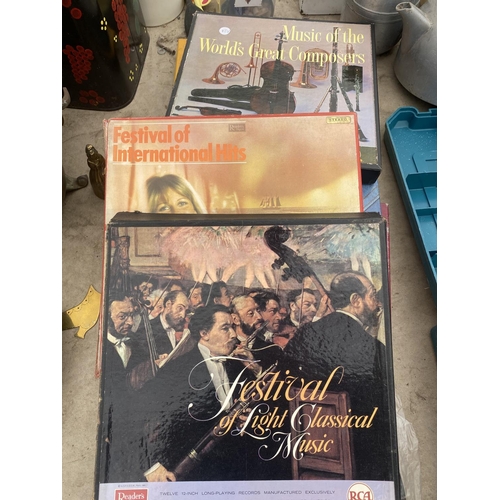 Music of the
World's Great Composers
Festival of
International Hits
Festival
of Light Classical
Music
Reader's
TWELVE 12-INCH LONG-PLAYING RECORDS MANUFACTURED EXCLUSIVELY
RCA